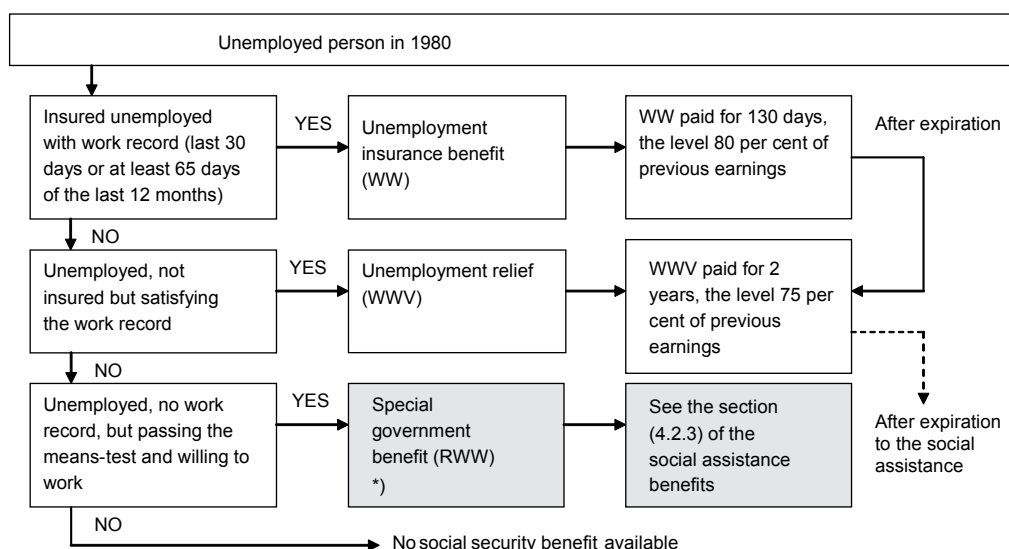 Unemployed person in 1980
Insured unemployed
with work record (last 30
days or at least 65 days
of the last 12 months)
YES
Unemployment
insurance benefit
(WW)
WW paid for 130 days,
the level 80 per cent of
previous earnings
After expiration
NO
Unemployed, not
insured but satisfying
the work record
YES
Unemployment relief
(WWV)
WWV paid for 2
years, the level 75 per
cent of previous
earnings
NO
Unemployed, no work
record, but passing the
means-test and willing to
work
YES
Special
government
benefit (RWW)
*)
See the section
(4.2.3) of the
social assistance
benefits
After expiration
to the social
assistance
NO
No social security benefit available